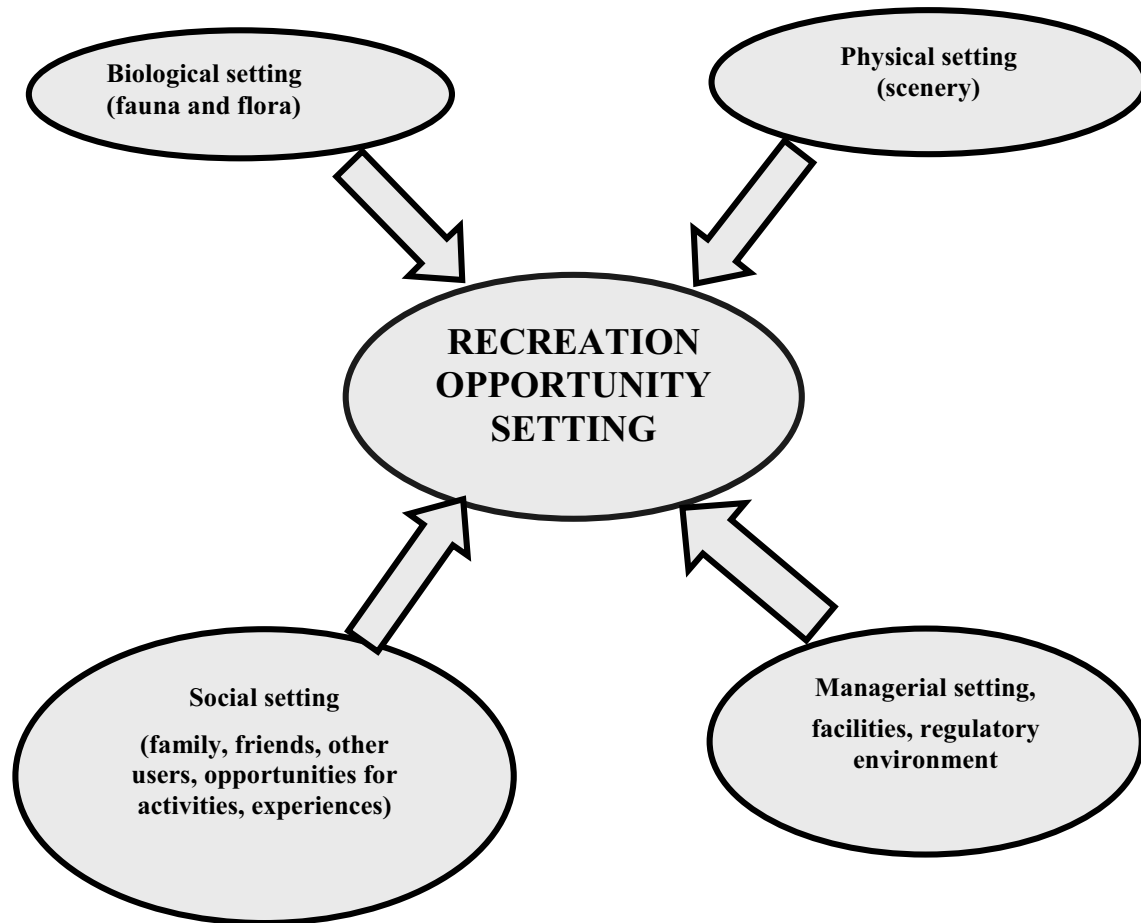 Biological setting
(fauna and flora)
Physical setting
(scenery)
RECREATION
OPPORTUNITY
SETTING
Social setting
(family, friends, other
users, opportunities for
activities, experiences)
Managerial setting,
facilities, regulatory
environment